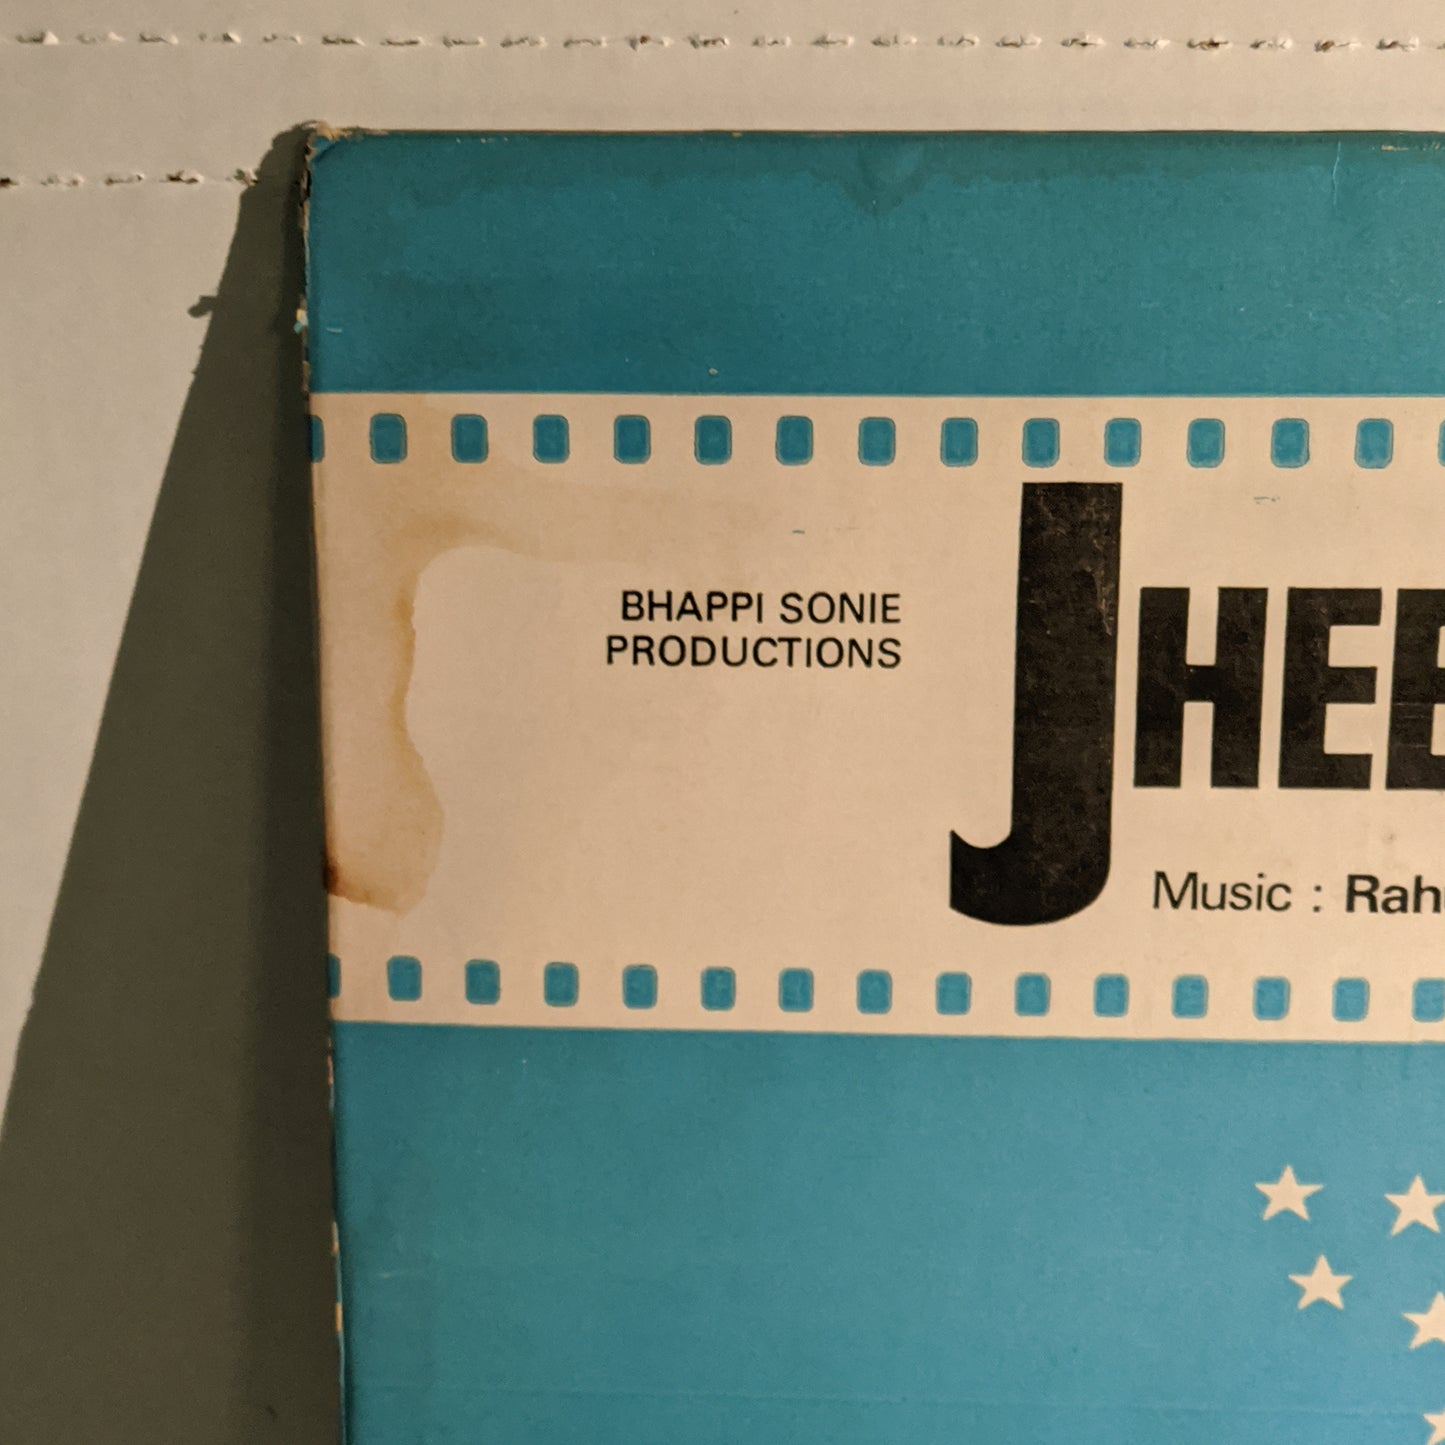 BHAPPI SONIE
PRODUCTIONS
JHEE
Music : Rah